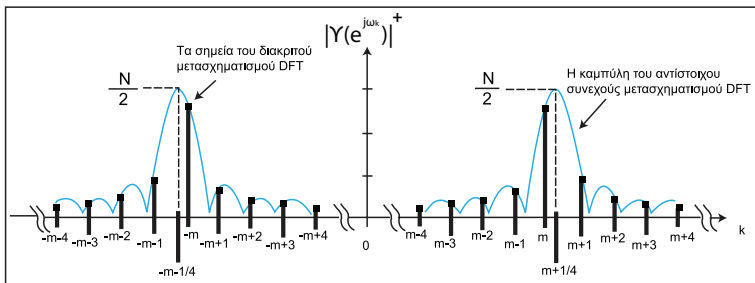 |Υ(e^jωk)|^+
Τα σημεία του διακριτού
μετασχηματισμού DFT
N/2
N/2
Η καμπύλη του αντίστοιχου
συνεχούς μετασχηματισμού DFT
-m-4 -m-3 -m-2 -m-1 -m -m+1 -m+2 -m+3 -m+4 0 m-4 m-3 m-2 m-1 m m+1 m+2 m+3 m+4 k
-m-1/4 m+1/4